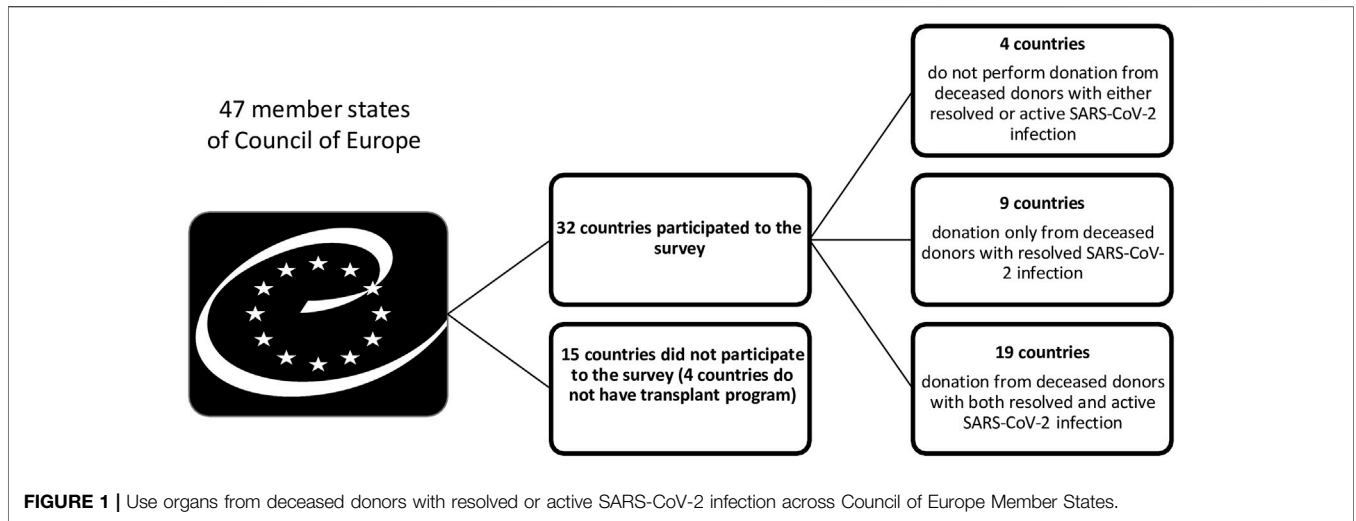 47 member states
of Council of Europe
32 countries participated to the
survey
15 countries did not participate
to the survey (4 countries do
not have transplant program)
4 countries
do not perform donation from
deceased donors with either
resolved or active SARS-CoV-2
infection
9 countries
donation only from deceased
donors with resolved SARS-CoV-
2 infection
19 countries
donation from deceased donors
with both resolved and active
SARS-CoV-2 infection
FIGURE 1 | Use organs from deceased donors with resolved or active SARS-CoV-2 infection across Council of Europe Member States.